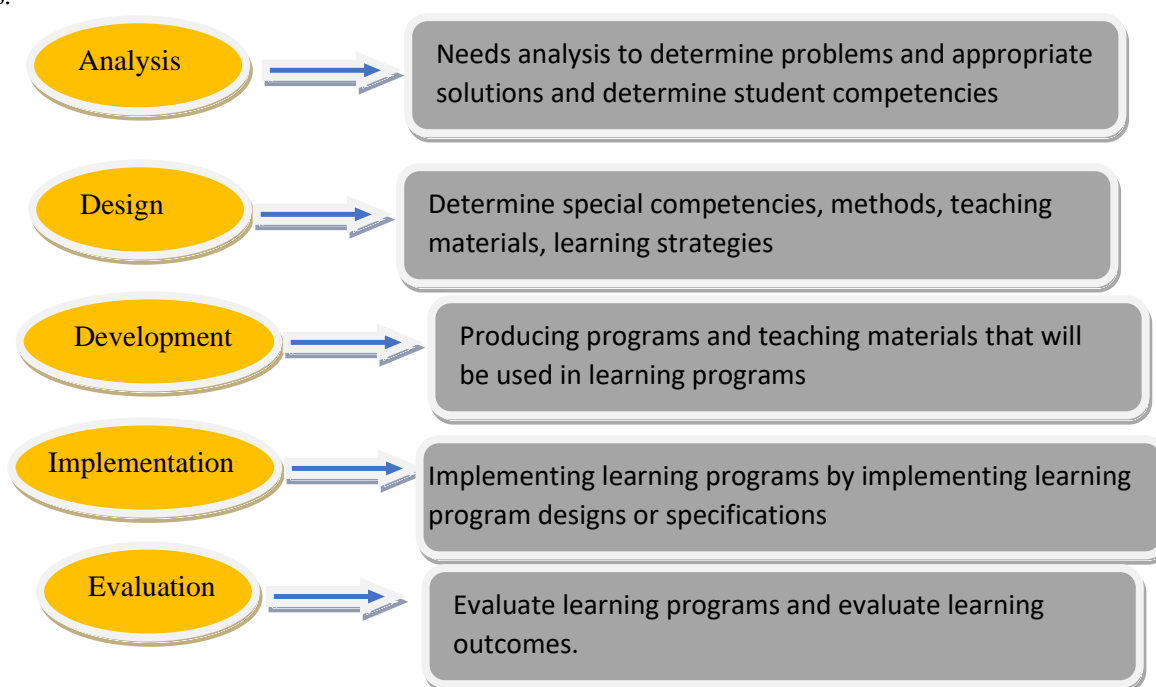 Analysis
Needs analysis to determine problems and appropriate
solutions and determine student competencies
Design
Determine special competencies, methods, teaching
materials, learning strategies
Development
Producing programs and teaching materials that will
be used in learning programs
Implementation
Implementing learning programs by implementing learning
program designs or specifications
Evaluation
Evaluate learning programs and evaluate learning
outcomes.